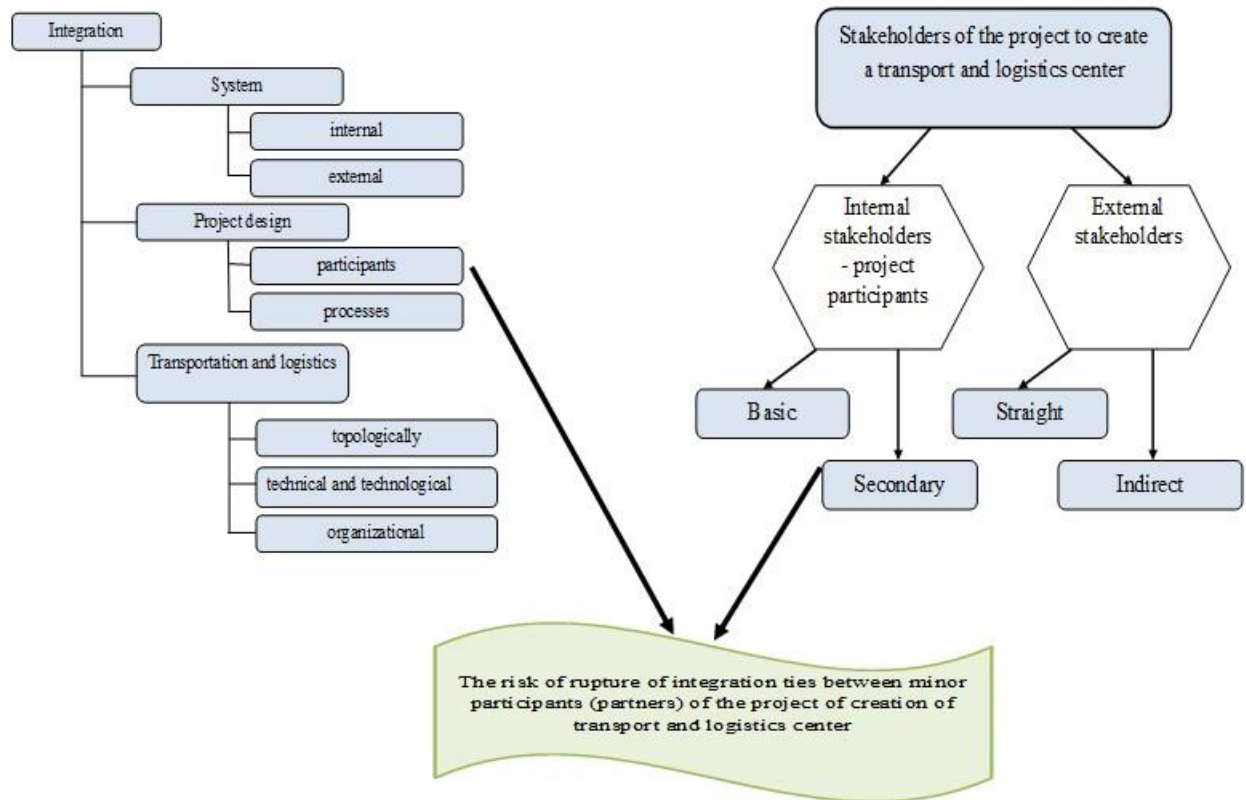 Integration
System
internal
external
Project design
participants
processes
Transportation and logistics
topologically
technical and technological
organizational
Stakeholders of the project to create
a transport and logistics center
Internal
stakeholders
- project
participants
External
stakeholders
Basic
Straight
Secondary
Indirect
The risk of rupture of integration ties between minor
participants (partners) of the project of creation of
transport and logistics center